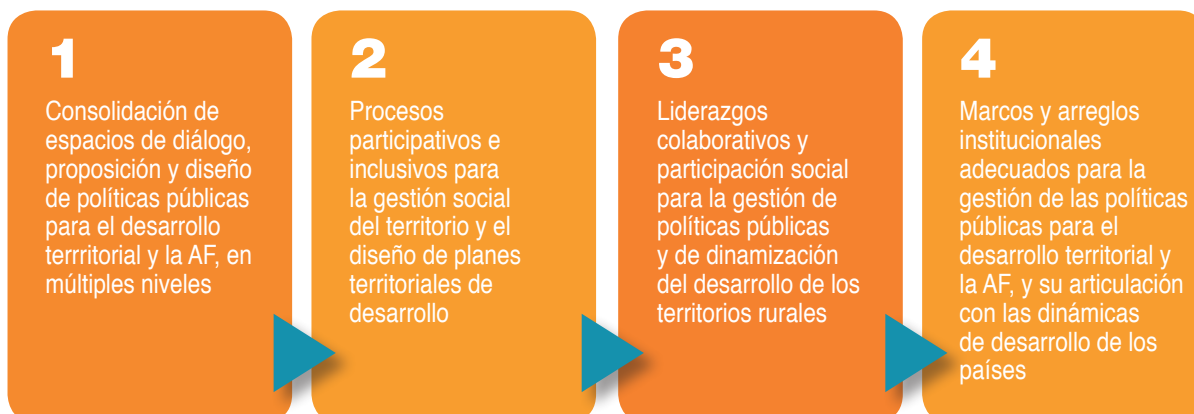 1
Consolidación de
espacios de diálogo,
proposición y diseño
de políticas públicas
para el desarrollo
terrritorial y la AF, en
múltiples niveles
2
Procesos
participativos e
inclusivos para
la gestión social
del territorio y el
diseño de planes
territoriales de
desarrollo
3
Liderazgos
colaborativos y
participación social
para la gestión de
políticas públicas
y de dinamización
del desarrollo de los
territorios rurales
4
Marcos y arreglos
institucionales
adecuados para la
gestión de las políticas
públicas para el
desarrollo territorial y
la AF, y su articulación
con las dinámicas
de desarrollo de los
países